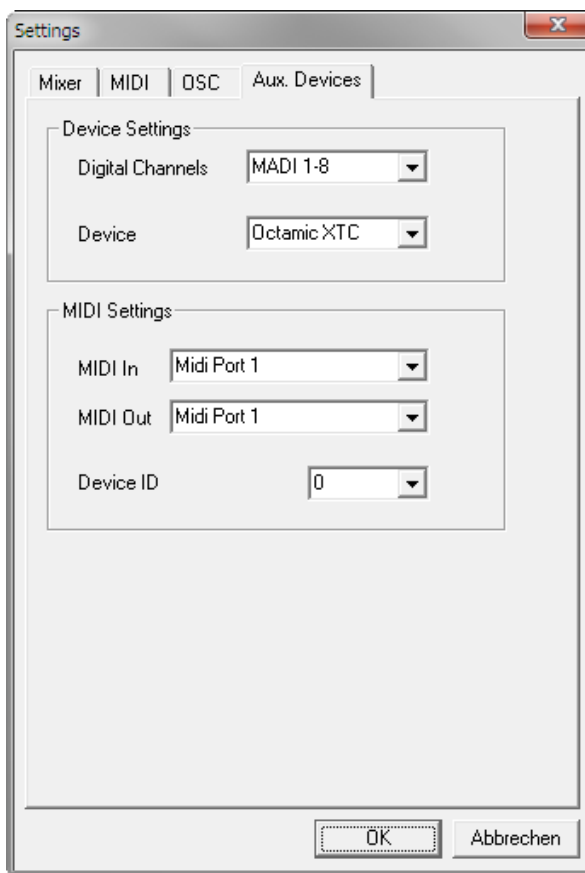 Settings
Mixer MIDI OSC Aux. Devices
Device Settings
Digital Channels MADI 1-8
Device Octamic XTC
MIDI Settings
MIDI In Midi Port 1
MIDI Out Midi Port 1
Device ID 0
OK Abbrechen